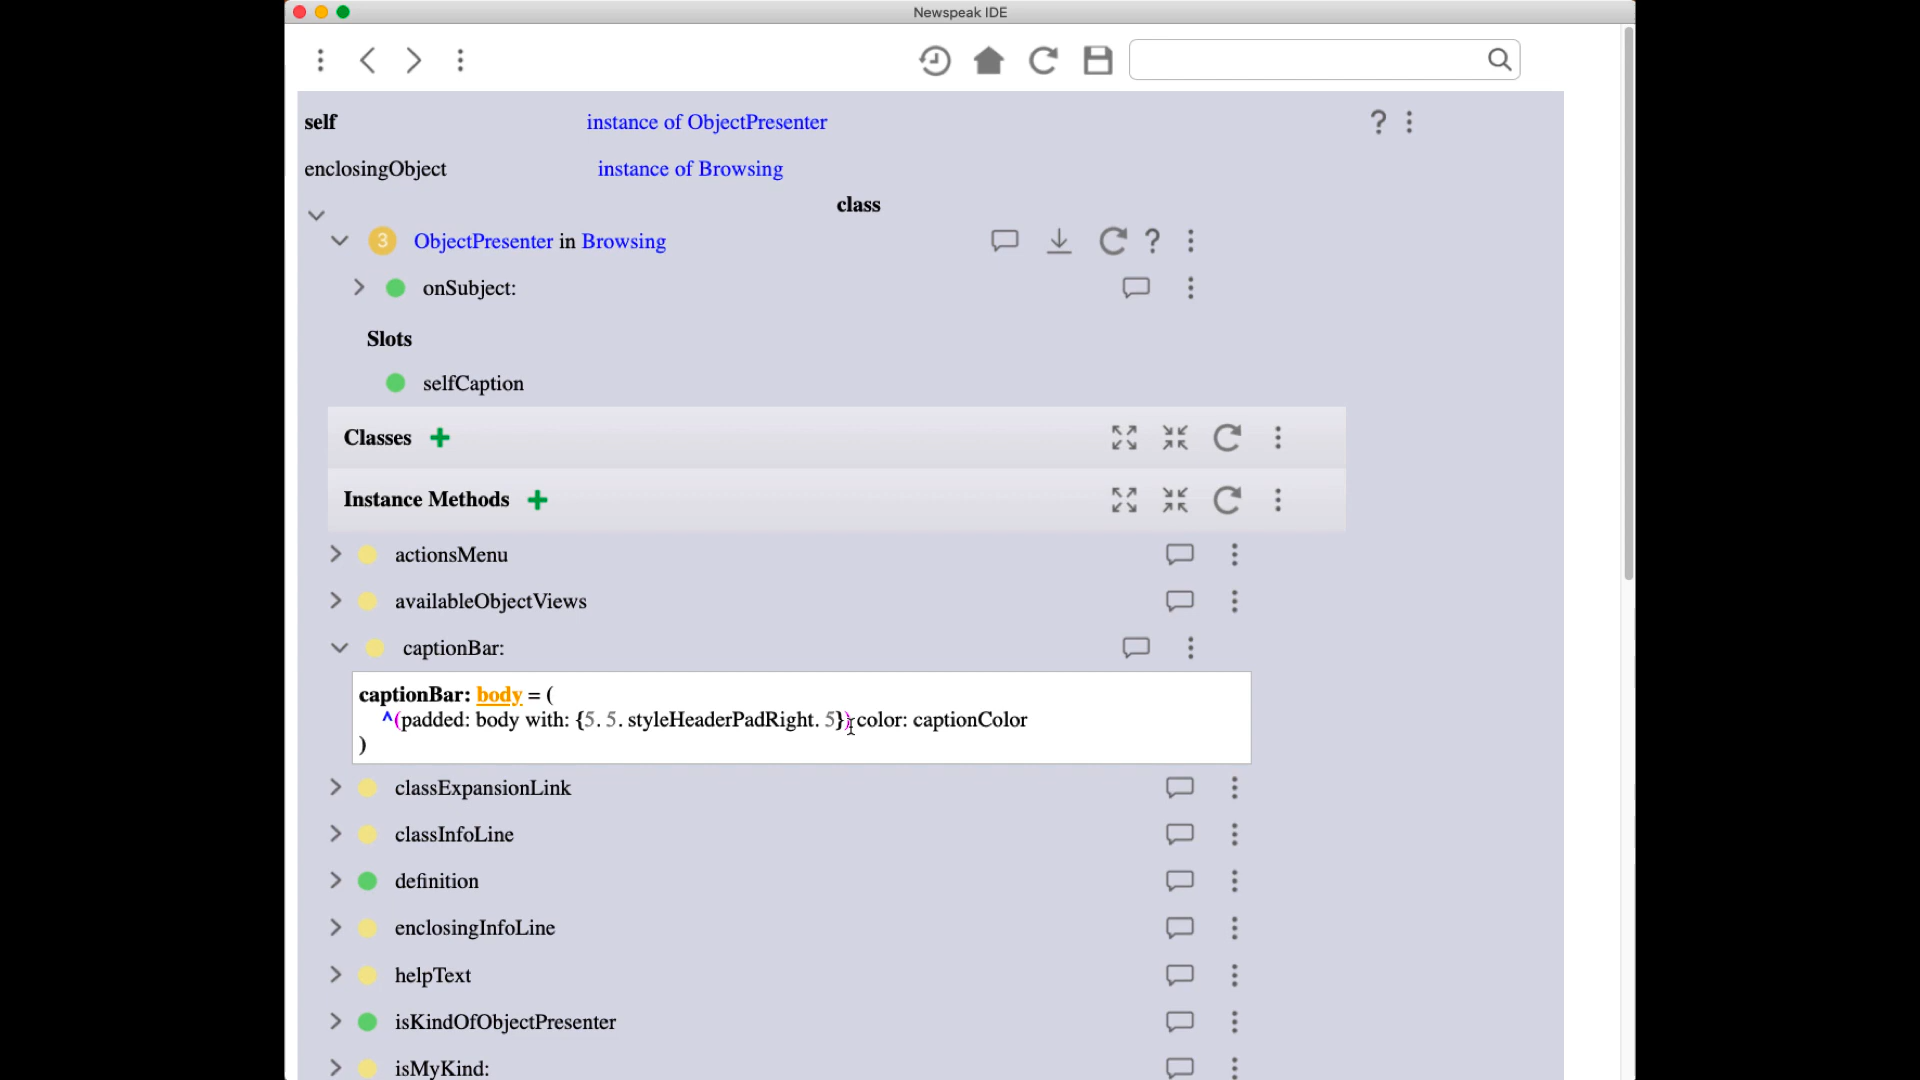 Newspeak IDE
self instance of ObjectPresenter ?
enclosingObject instance of Browsing
class
3 ObjectPresenter in Browsing ?
onSubject:
Slots
selfCaption
Classes
Instance Methods
actionsMenu
availableObjectViews
captionBar:
captionBar: body = (
^(padded: body with: {5. 5. styleHeaderPadRight. 5}) color: captionColor
)
classExpansionLink
classInfoLine
definition
enclosingInfoLine
helpText
isKindOfObjectPresenter
isMyKind: